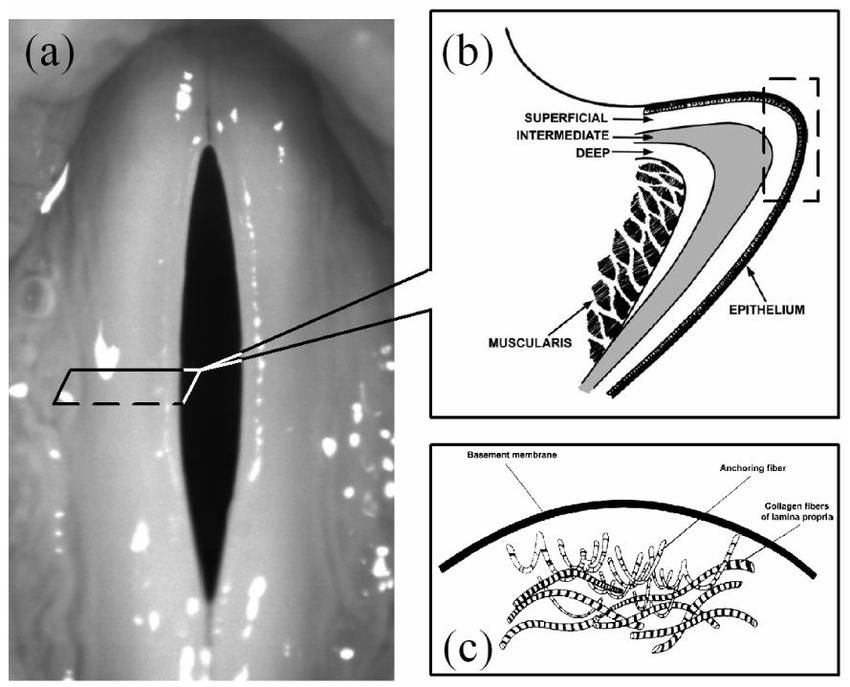 (a)
(b)
SUPERFICIAL
INTERMEDIATE
DEEP
EPITHELIUM
MUSCULARIS
Basement membrane
Anchoring fiber
Collagen fibers
of lamina propria
(c)